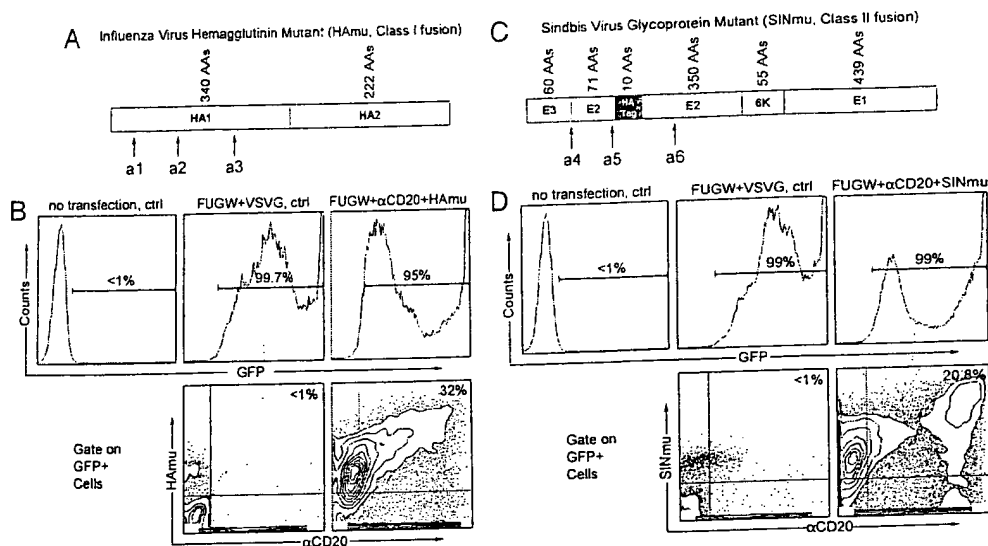 A Influenza Virus Hemagglutinin Mutant (HAmu, Class I fusion)
340 AAs
222 AAs
HA1
HA2
a1
a2
a3
B no transfection, ctrl
FUGW+VSVG, ctrl
FUGW+αCD20+HAmu
<1%
99.7%
95%
Counts
GFP
Gate on
GFP+
Cells
<1%
32%
HAmu
αCD20
C Sindbis Virus Glycoprotein Mutant (SINmu, Class II fusion)
60 AAs
71 AAs
10 AAs
350 AAs
55 AAs
439 AAs
E3
E2
HA
Tag
E2
6K
E1
a4
a5
a6
D no transfection, ctrl
FUGW+VSVG, ctrl
FUGW+αCD20+SINmu
<1%
99%
99%
Counts
GFP
Gate on
GFP+
Cells
<1%
20.8%
SINmu
αCD20